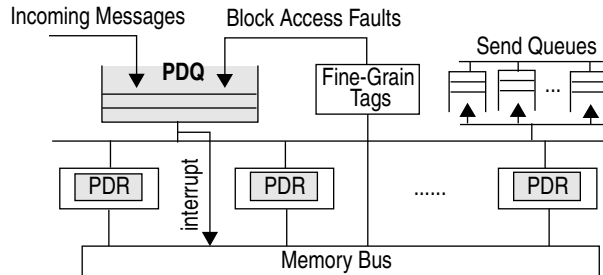 Incoming Messages
Block Access Faults
Send Queues
PDQ
Fine-Grain
Tags
...
interrupt
PDR
PDR
......
PDR
Memory Bus